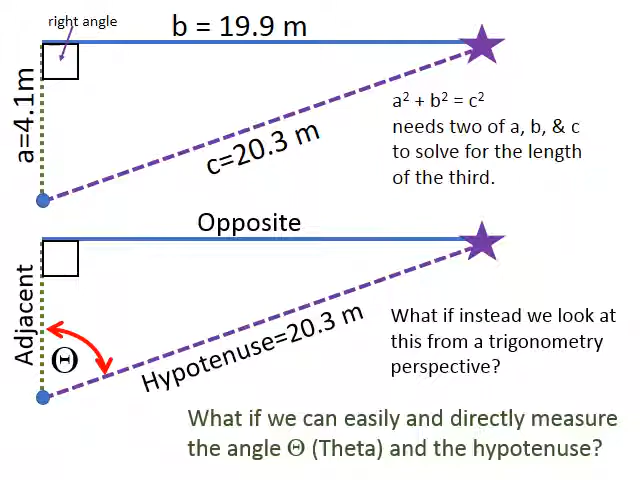 right angle
b = 19.9 m
a=4.1m
c=20.3 m
a² + b² = c²
needs two of a, b, & c
to solve for the length
of the third.
Opposite
Adjacent
Θ
Hypotenuse=20.3 m
What if instead we look at
this from a trigonometry
perspective?
What if we can easily and directly measure
the angle Θ (Theta) and the hypotenuse?